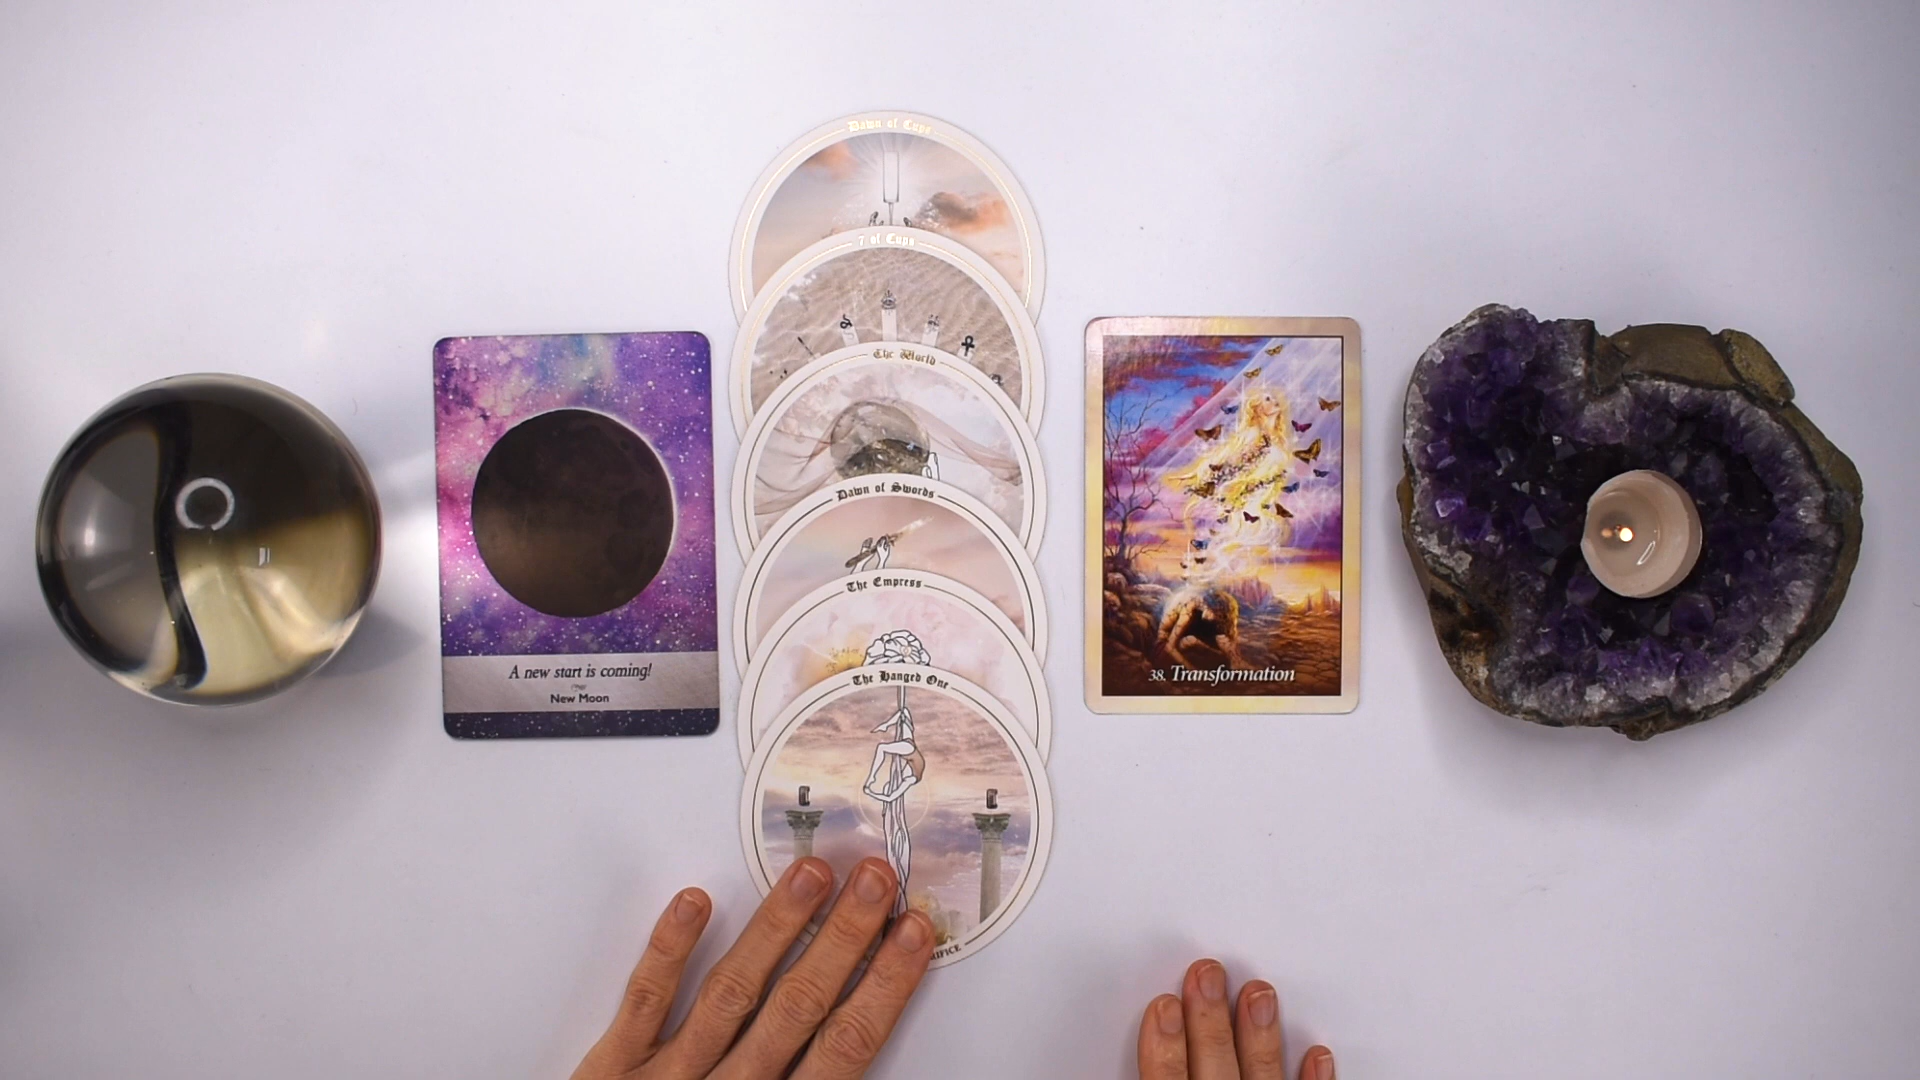 Dawn of Cups
7 of Cups
The World
Dawn of Swords
The Empress
The Hanged One
A new start is coming!
New Moon
38. Transformation